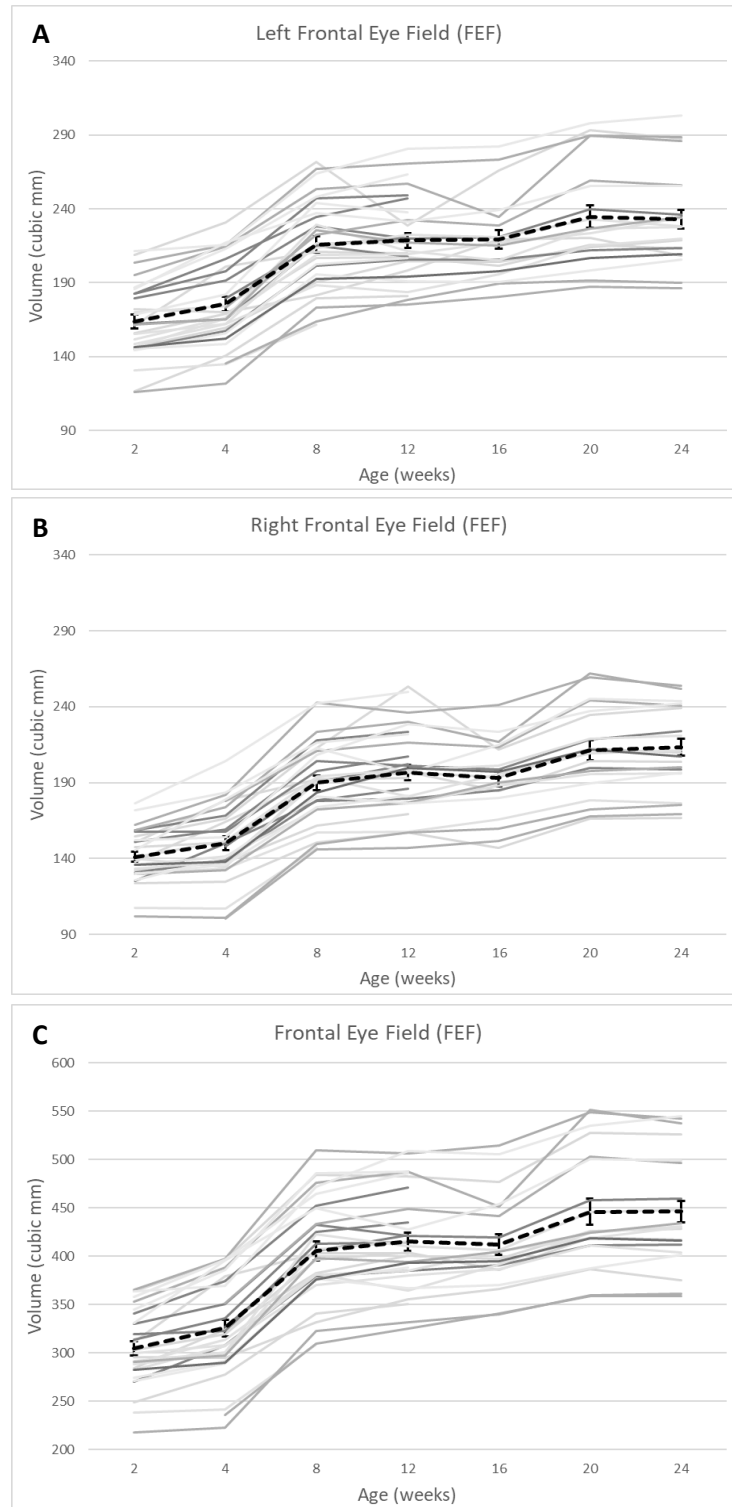 A
Left Frontal Eye Field (FEF)
340
290
240
190
140
90
Volume (cubic mm)
2 4 8 12 16 20 24
Age (weeks)
B
Right Frontal Eye Field (FEF)
340
290
240
190
140
90
Volume (cubic mm)
2 4 8 12 16 20 24
Age (weeks)
C
Frontal Eye Field (FEF)
600
550
500
450
400
350
300
250
200
Volume (cubic mm)
2 4 8 12 16 20 24
Age (weeks)